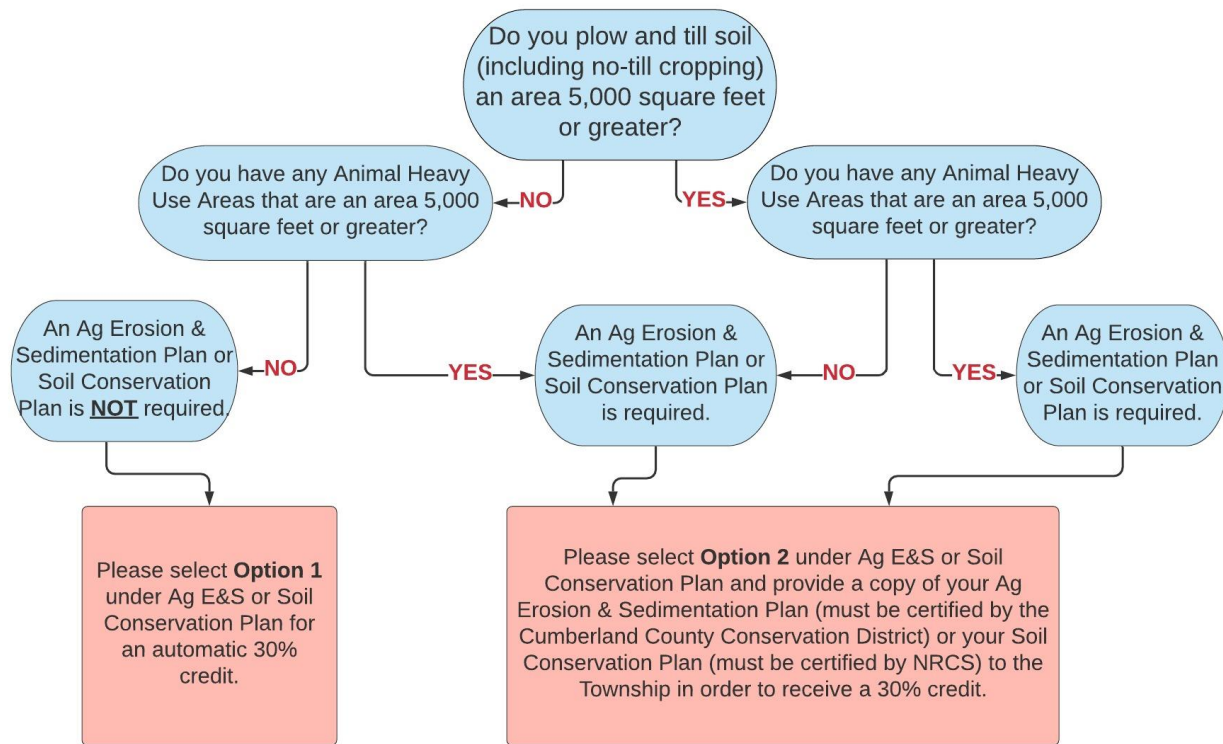 Do you plow and till soil
(including no-till cropping)
an area 5,000 square feet
or greater?
Do you have any Animal Heavy
Use Areas that are an area 5,000
square feet or greater?
NO
YES
Do you have any Animal Heavy
Use Areas that are an area 5,000
square feet or greater?
An Ag Erosion &
Sedimentation Plan or
Soil Conservation
Plan is NOT required.
NO
YES
An Ag Erosion &
Sedimentation Plan or
Soil Conservation Plan
is required.
NO
YES
An Ag Erosion &
Sedimentation Plan
or Soil Conservation
Plan is required.
Please select Option 1
under Ag E&S or Soil
Conservation Plan for
an automatic 30%
credit.
Please select Option 2 under Ag E&S or Soil
Conservation Plan and provide a copy of your Ag
Erosion & Sedimentation Plan (must be certified by the
Cumberland County Conservation District) or your Soil
Conservation Plan (must be certified by NRCS) to the
Township in order to receive a 30% credit.